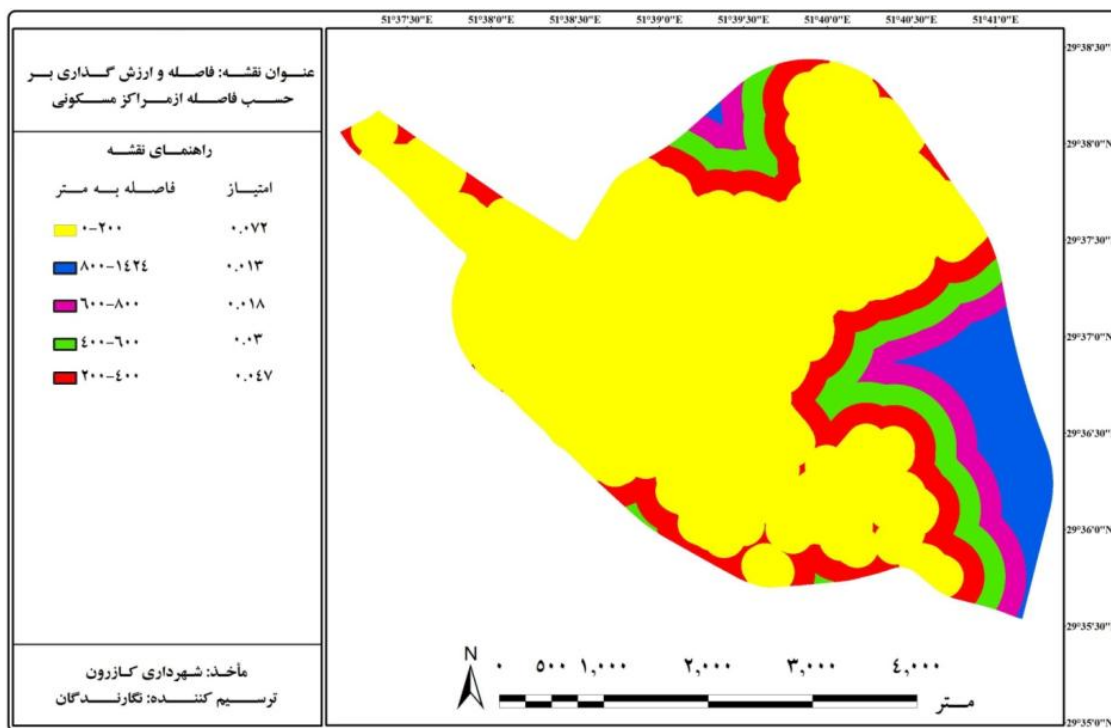 51°37'30"E 51°38'0"E 51°38'30"E 51°39'0"E 51°39'30"E 51°40'0"E 51°40'30"E 51°41'0"E
عنوان نقشه: فاصله و ارزش گذاری بر
حسب فاصله از مراکز مسکونی
راهنمای نقشه
فاصله به متر امتیاز
۰-۲۰۰ ۰.۰۷۲
۸۰۰-۱٤۲٤ ۰.۰۱۳
۶۰۰-۸۰۰ ۰.۰۱۸
٤۰۰-۶۰۰ ۰.۰۳
۲۰۰-٤۰۰ ۰.۰٤۷
مأخذ: شهرداری کازرون
ترسیم کننده: نگارندگان
29°38'30"N
29°38'0"N
29°37'30"N
29°37'0"N
29°36'30"N
29°36'0"N
29°35'30"N
29°35'0"N
N
۰ ۵۰۰ ۱,۰۰۰ ۲,۰۰۰ ۳,۰۰۰ ٤,۰۰۰
متر